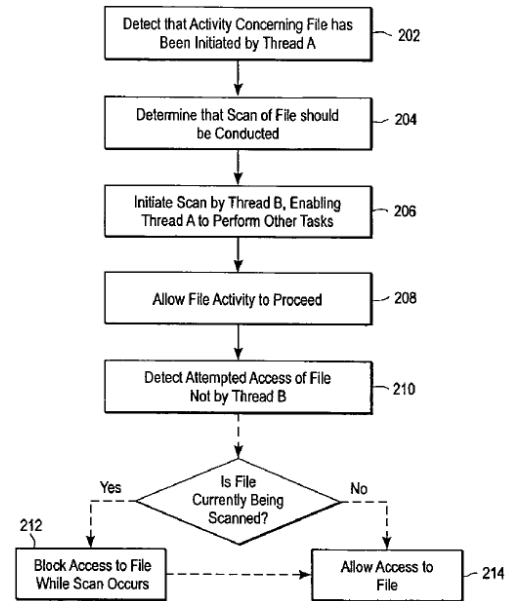 Detect that Activity Concerning File has
Been Initiated by Thread A
202
Determine that Scan of File should
be Conducted
204
Initiate Scan by Thread B, Enabling
Thread A to Perform Other Tasks
206
Allow File Activity to Proceed
208
Detect Attempted Access of File
Not by Thread B
210
Is File
Currently Being
Scanned?
Yes
No
212
Block Access to File
While Scan Occurs
Allow Access to
File
214